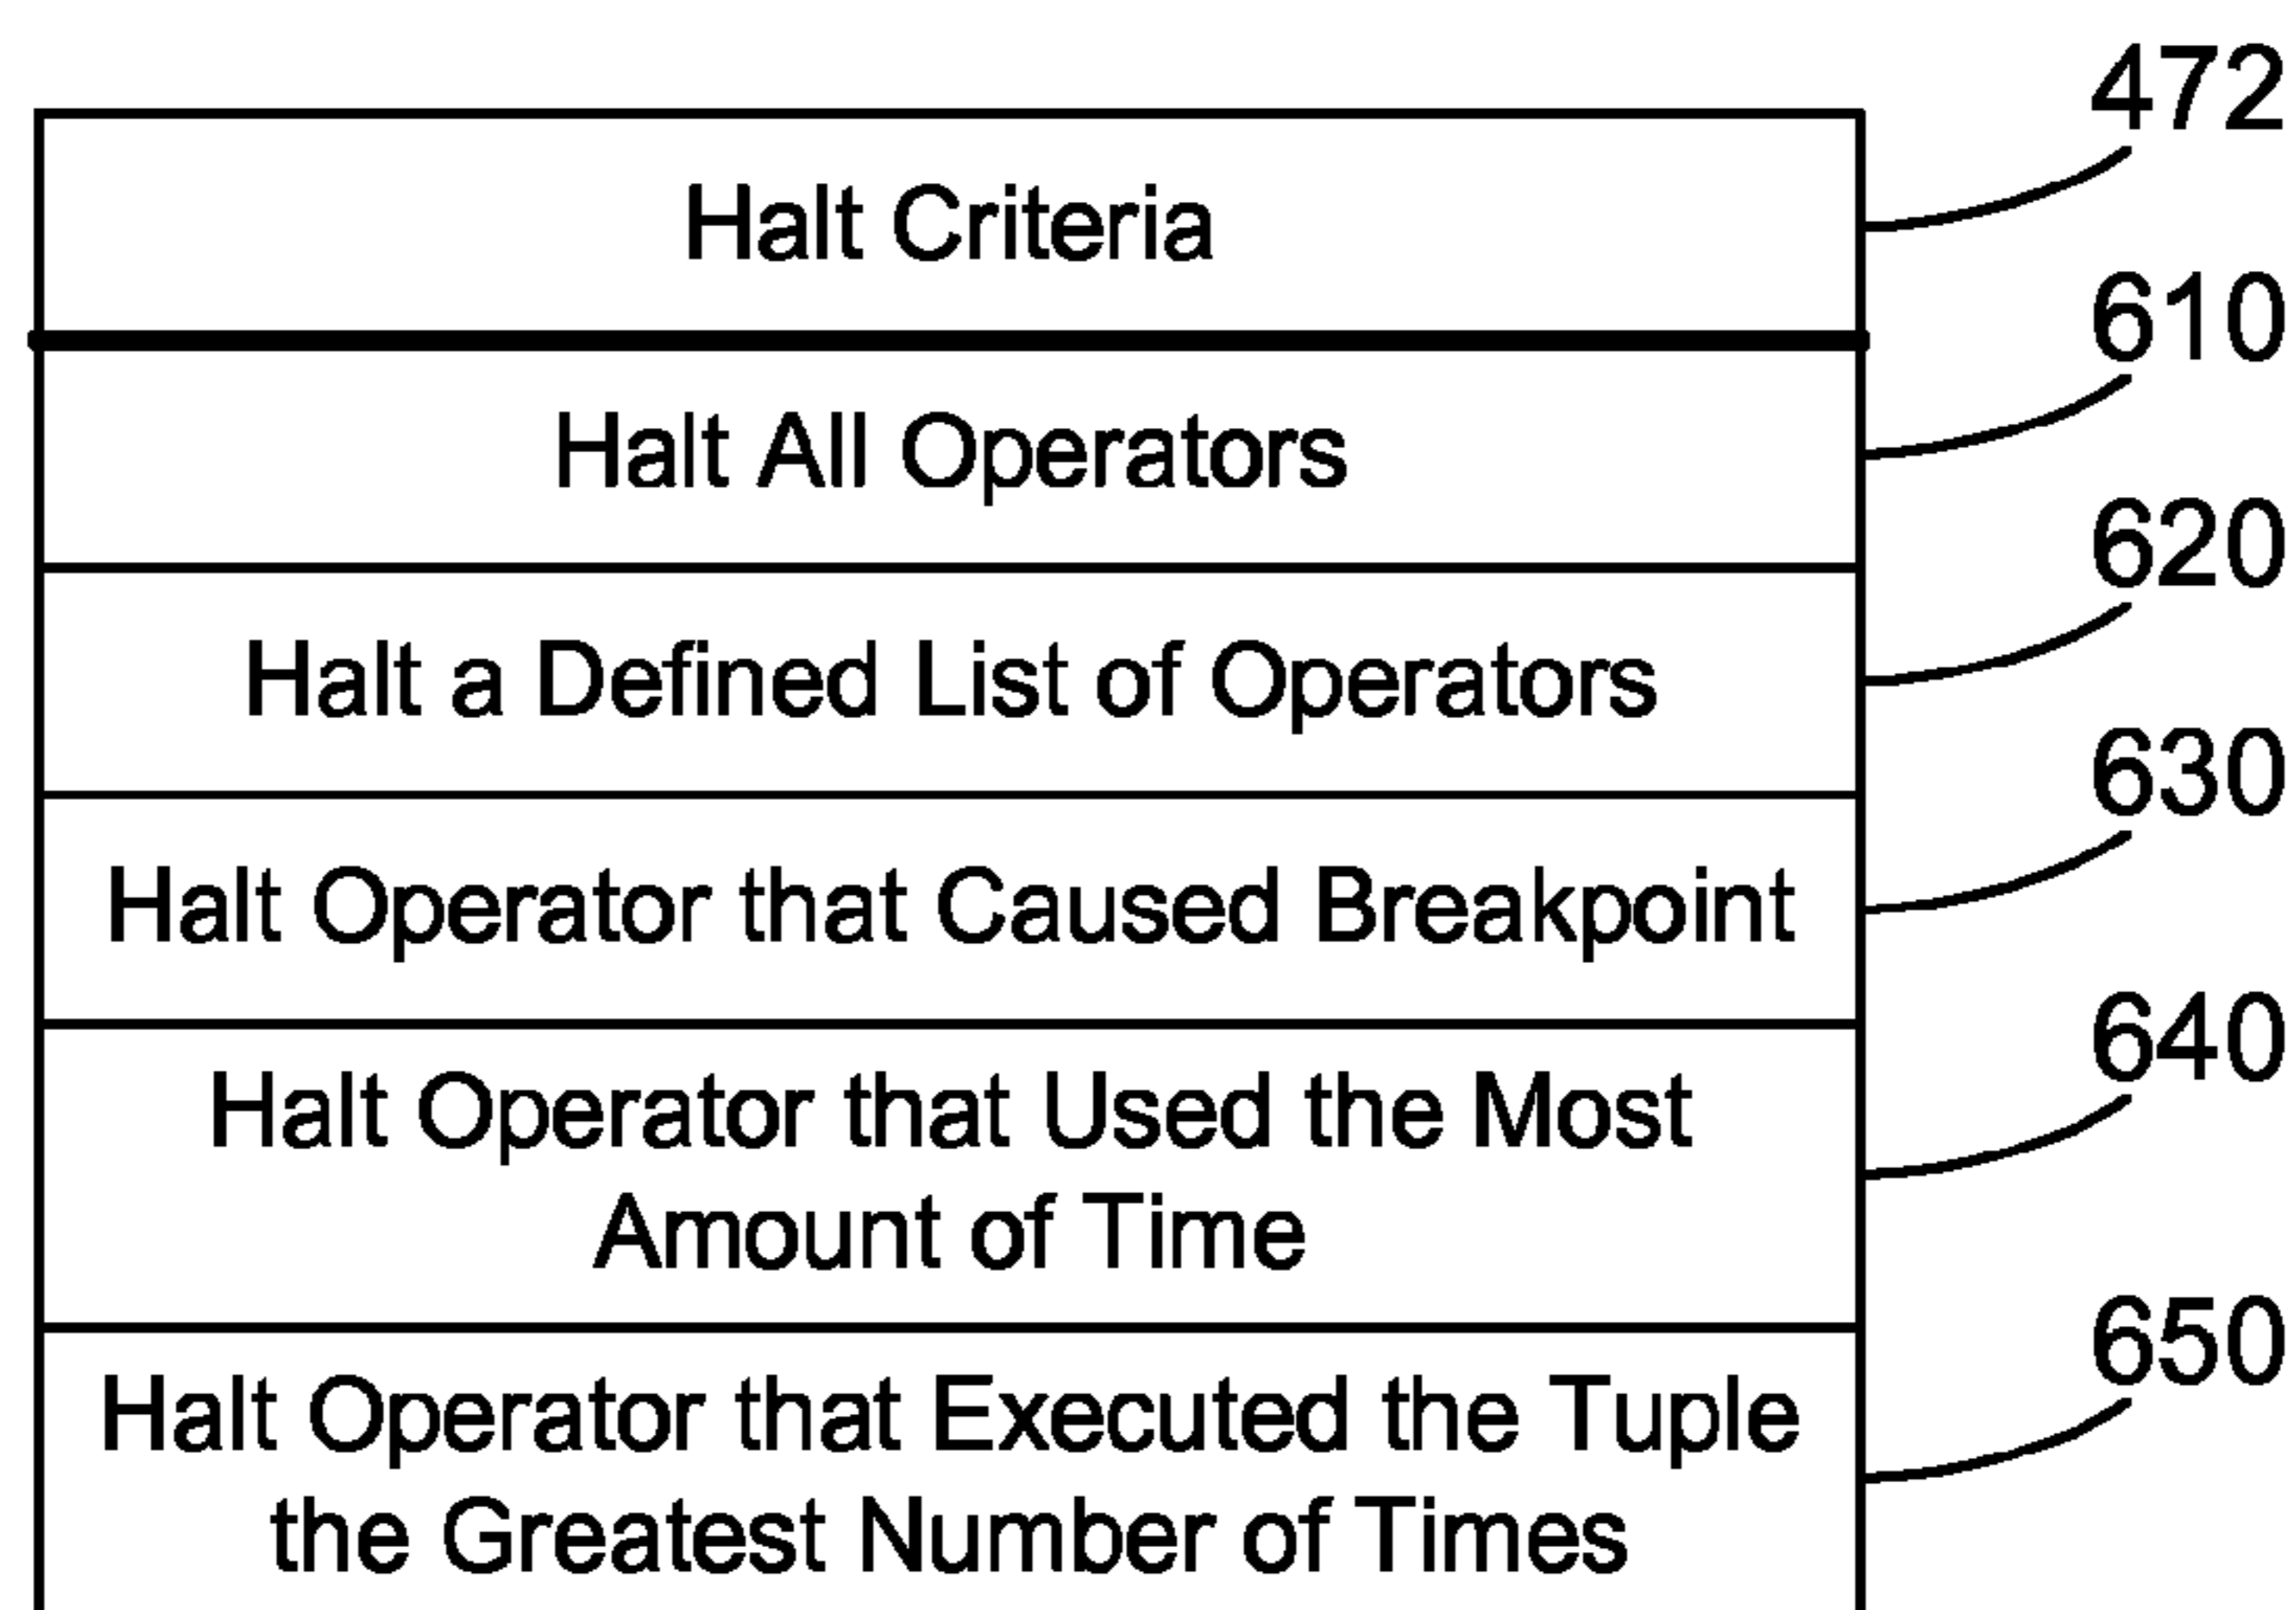 472
Halt Criteria
610
Halt All Operators
620
Halt a Defined List of Operators
630
Halt Operator that Caused Breakpoint
640
Halt Operator that Used the Most
Amount of Time
650
Halt Operator that Executed the Tuple
the Greatest Number of Times